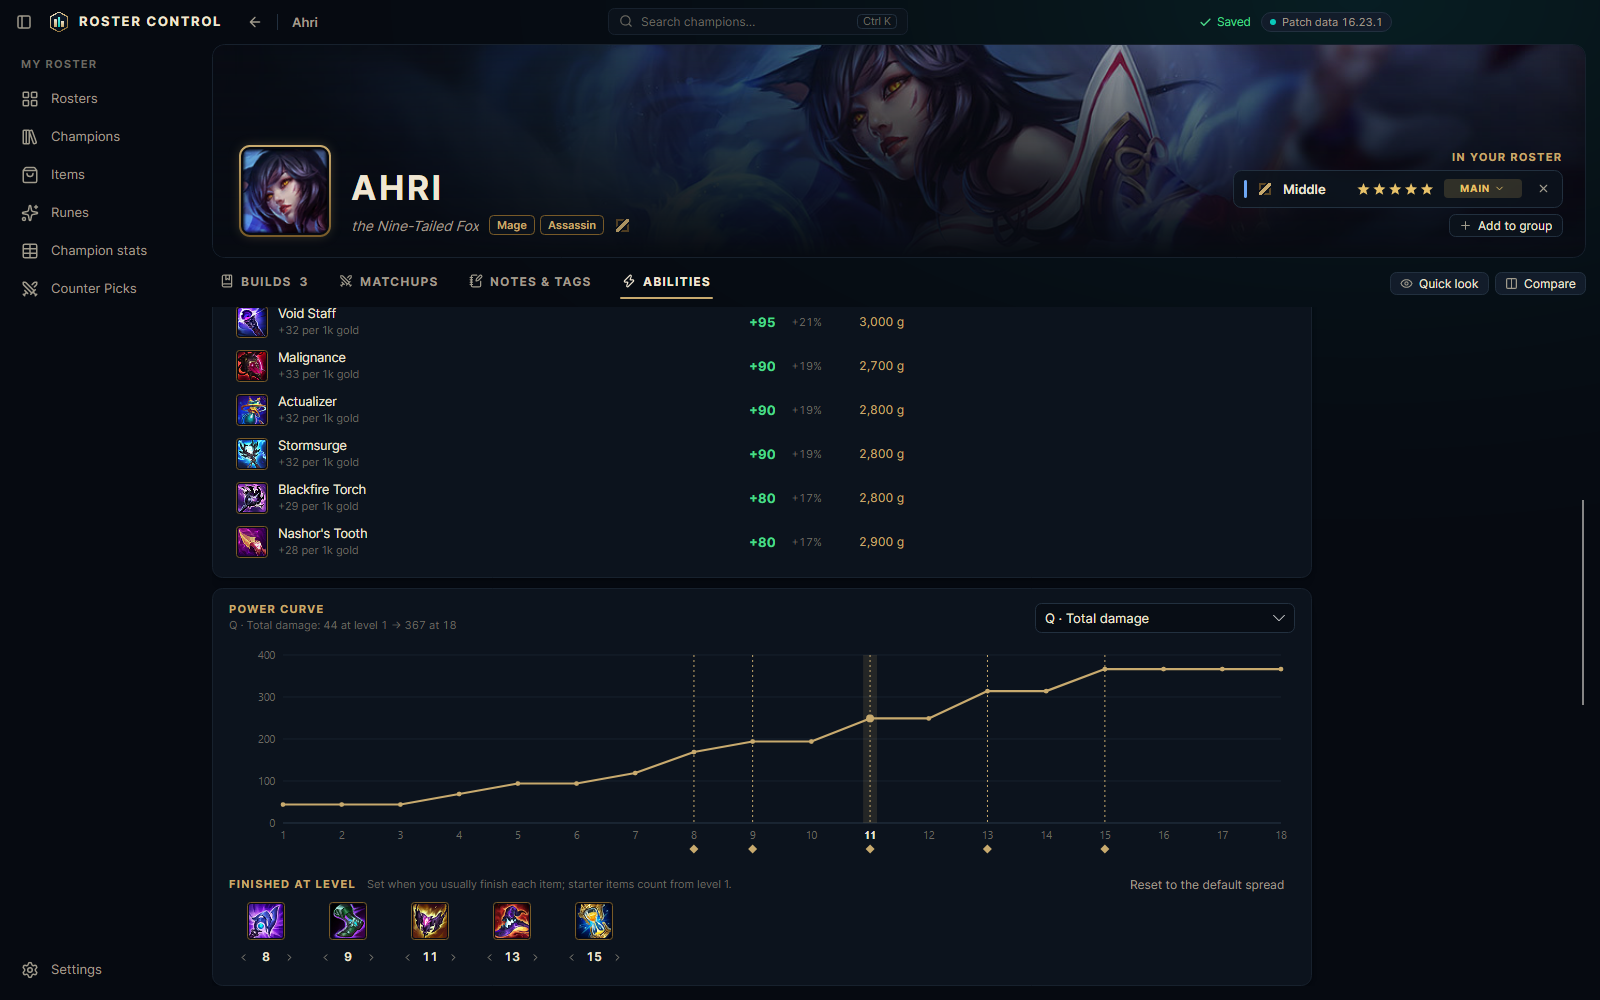 ROSTER CONTROL
Ahri
Search champions...
Ctrl K
Saved
Patch data 16.23.1
MY ROSTER
Rosters
Champions
Items
Runes
Champion stats
Counter Picks
Settings
AHRI
the Nine-Tailed Fox
Mage
Assassin
IN YOUR ROSTER
Middle
MAIN
Add to group
BUILDS 3
MATCHUPS
NOTES & TAGS
ABILITIES
Quick look
Compare
Void Staff
+32 per 1k gold
+95 +21% 3,000 g
Malignance
+33 per 1k gold
+90 +19% 2,700 g
Actualizer
+32 per 1k gold
+90 +19% 2,800 g
Stormsurge
+32 per 1k gold
+90 +19% 2,800 g
Blackfire Torch
+29 per 1k gold
+80 +17% 2,800 g
Nashor's Tooth
+28 per 1k gold
+80 +17% 2,900 g
POWER CURVE
Q · Total damage: 44 at level 1 → 367 at 18
Q · Total damage
400
300
200
100
0
1 2 3 4 5 6 7 8 9 10 11 12 13 14 15 16 17 18
FINISHED AT LEVEL Set when you usually finish each item; starter items count from level 1.
Reset to the default spread
8 9 11 13 15